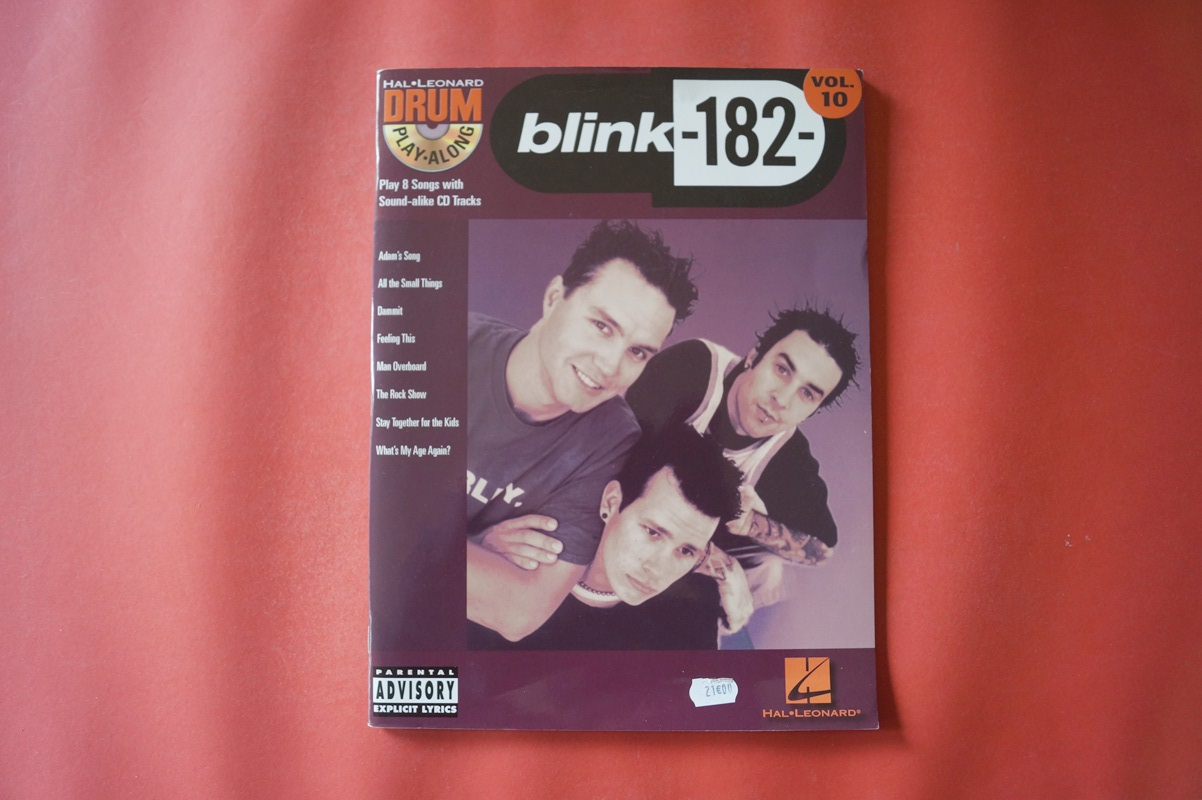 HAL•LEONARD
DRUM
PLAY-ALONG
blink-182-
VOL.
10
Play 8 Songs with
Sound-alike CD Tracks
Adam's Song
All the Small Things
Dammit
Feeling This
Man Overboard
The Rock Show
Stay Together for the Kids
What's My Age Again?
PARENTAL
ADVISORY
EXPLICIT LYRICS
21€00
HAL•LEONARD®